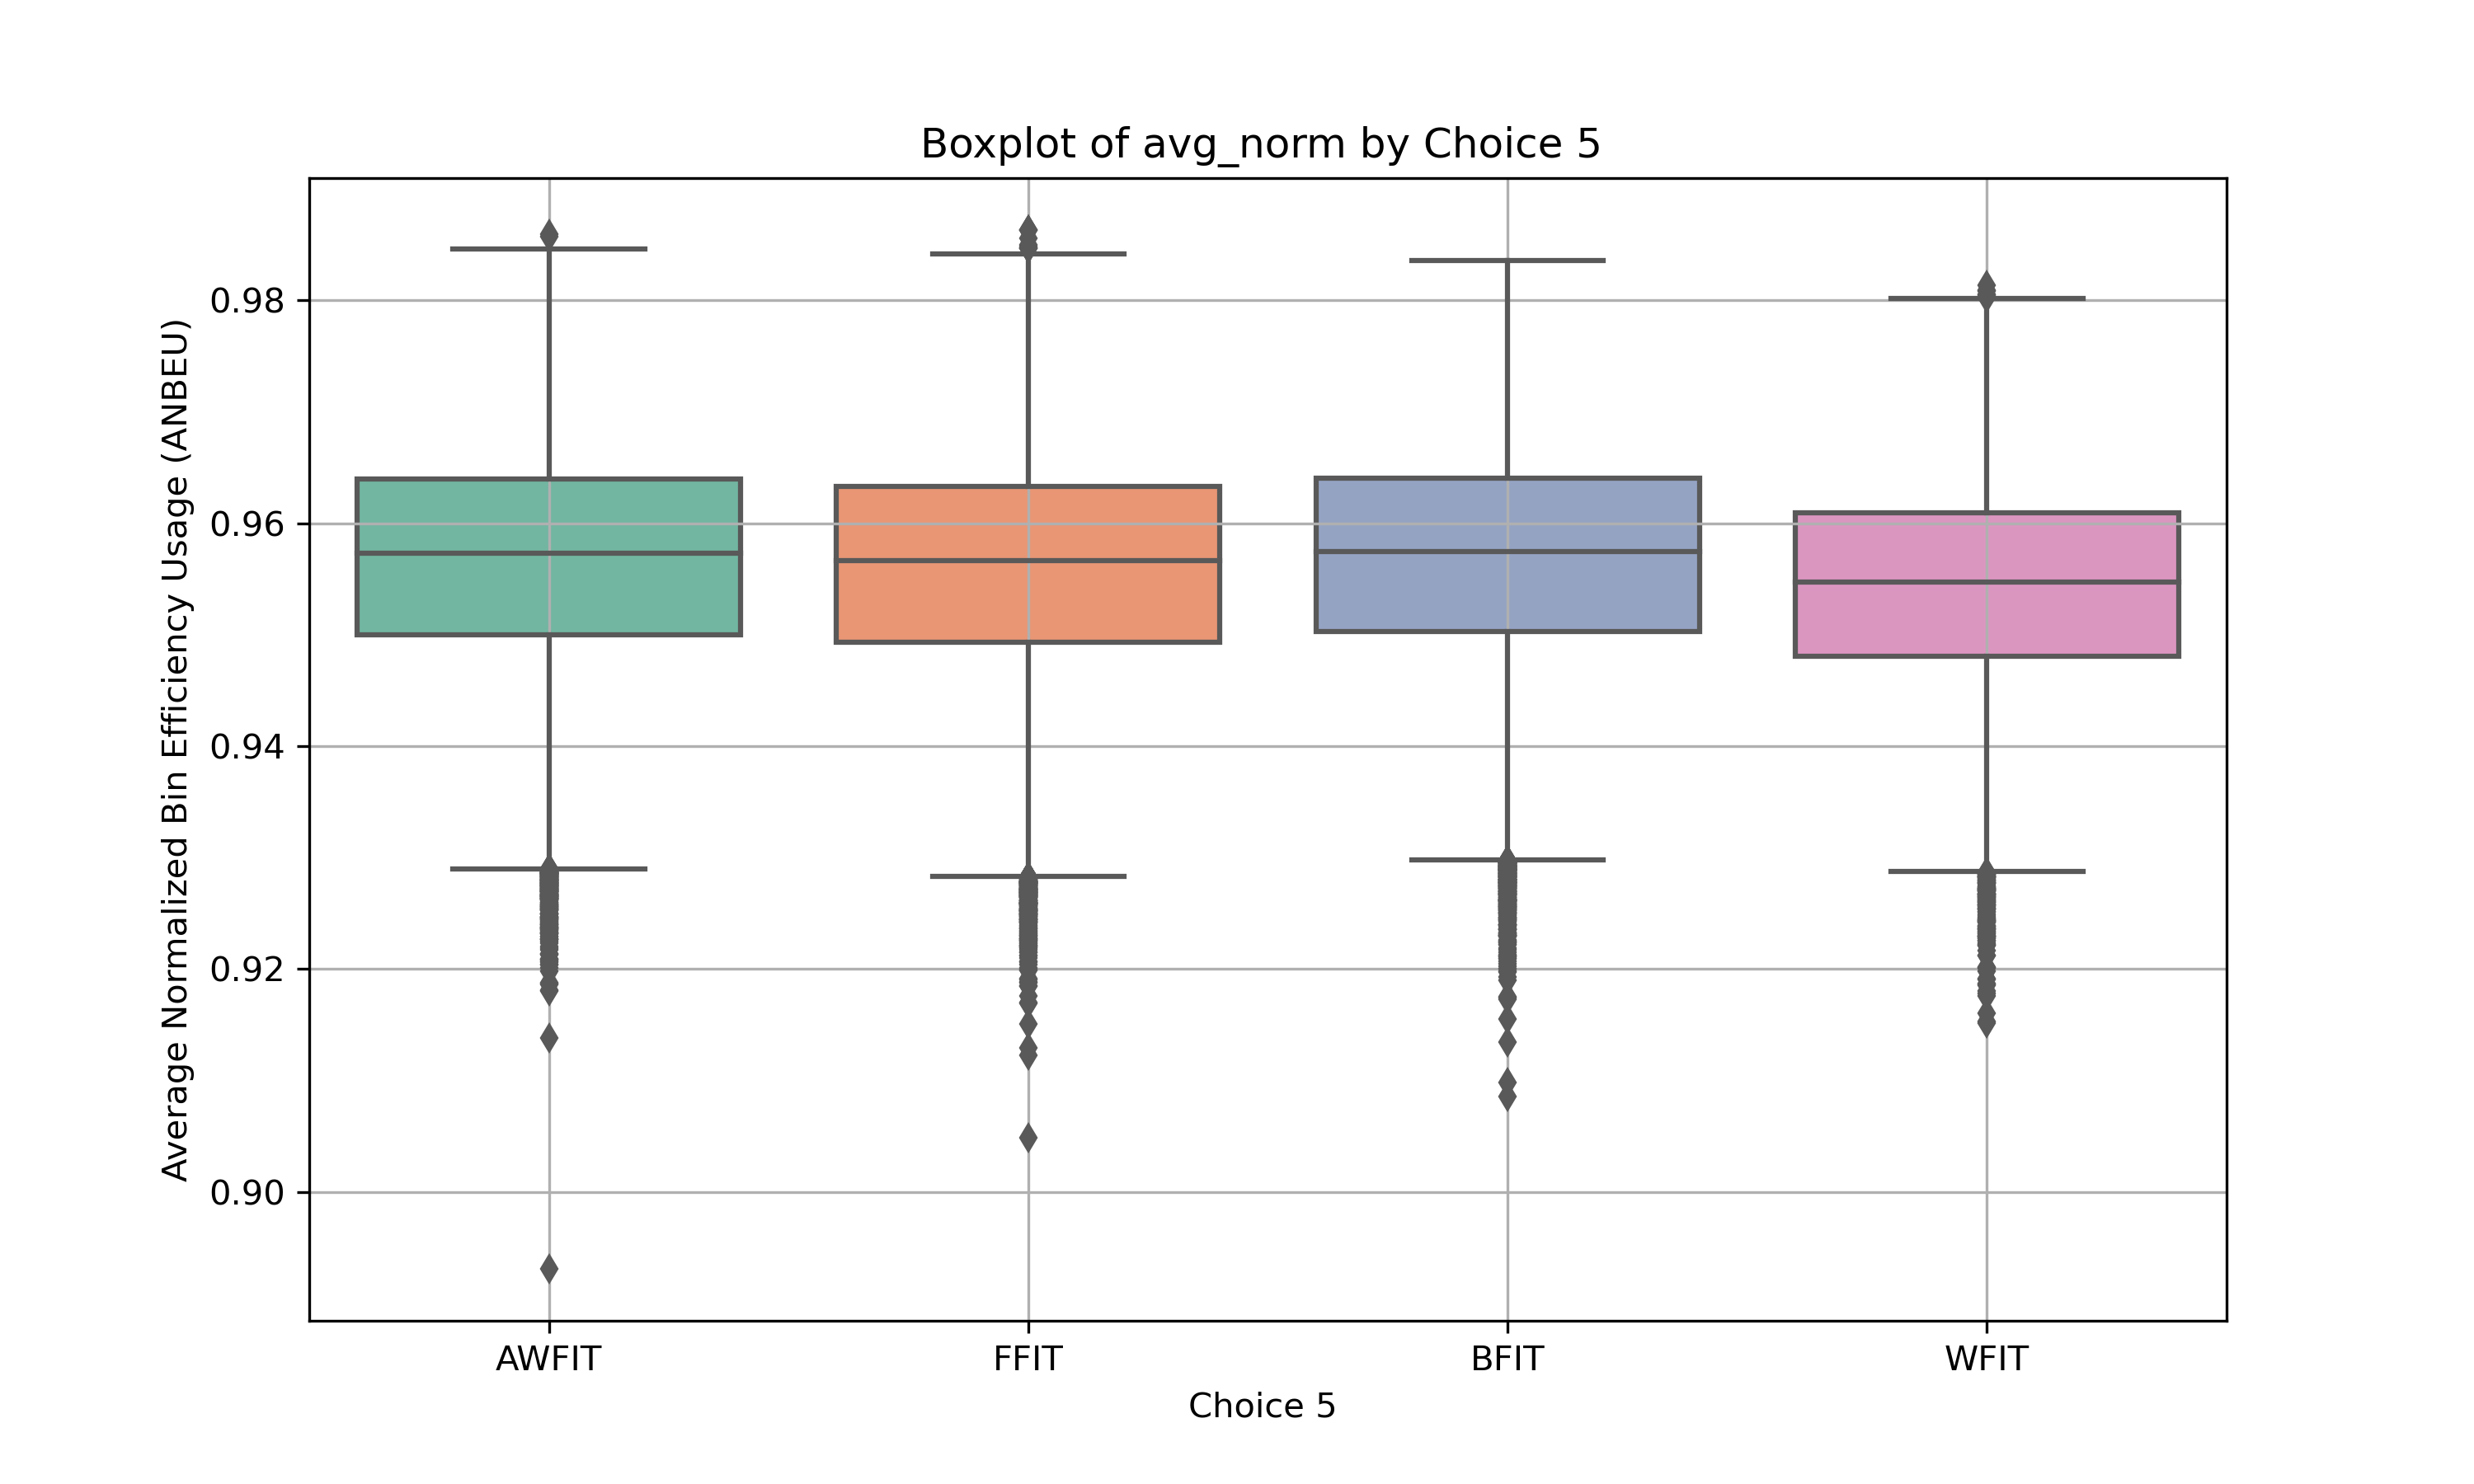 Boxplot of avg_norm by Choice 5
Average Normalized Bin Efficiency Usage (ANBEU)
0.98
0.96
0.94
0.92
0.90
AWFIT FFIT BFIT WFIT
Choice 5